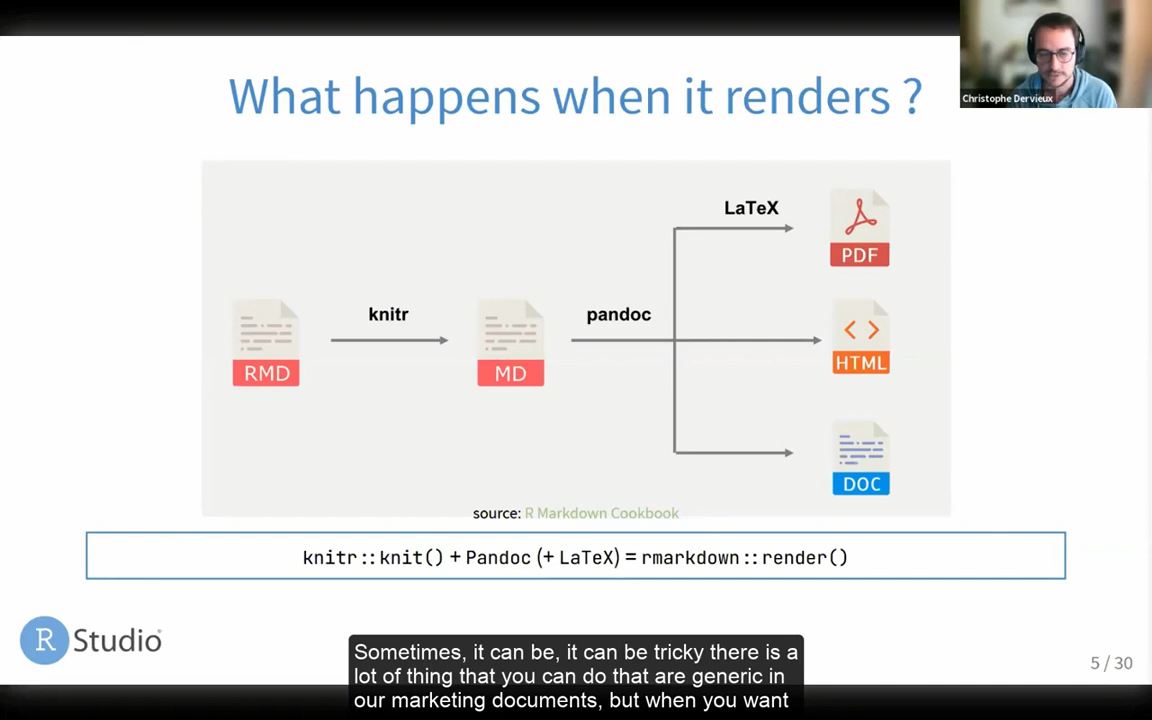 Christophe Dervieux
What happens when it renders ?
LaTeX
PDF
knitr
pandoc
RMD
MD
HTML
DOC
source: R Markdown Cookbook
knitr::knit() + Pandoc (+ LaTeX) = rmarkdown::render()
R Studio
Sometimes, it can be, it can be tricky there is a
lot of thing that you can do that are generic in
our marketing documents, but when you want
5 / 30